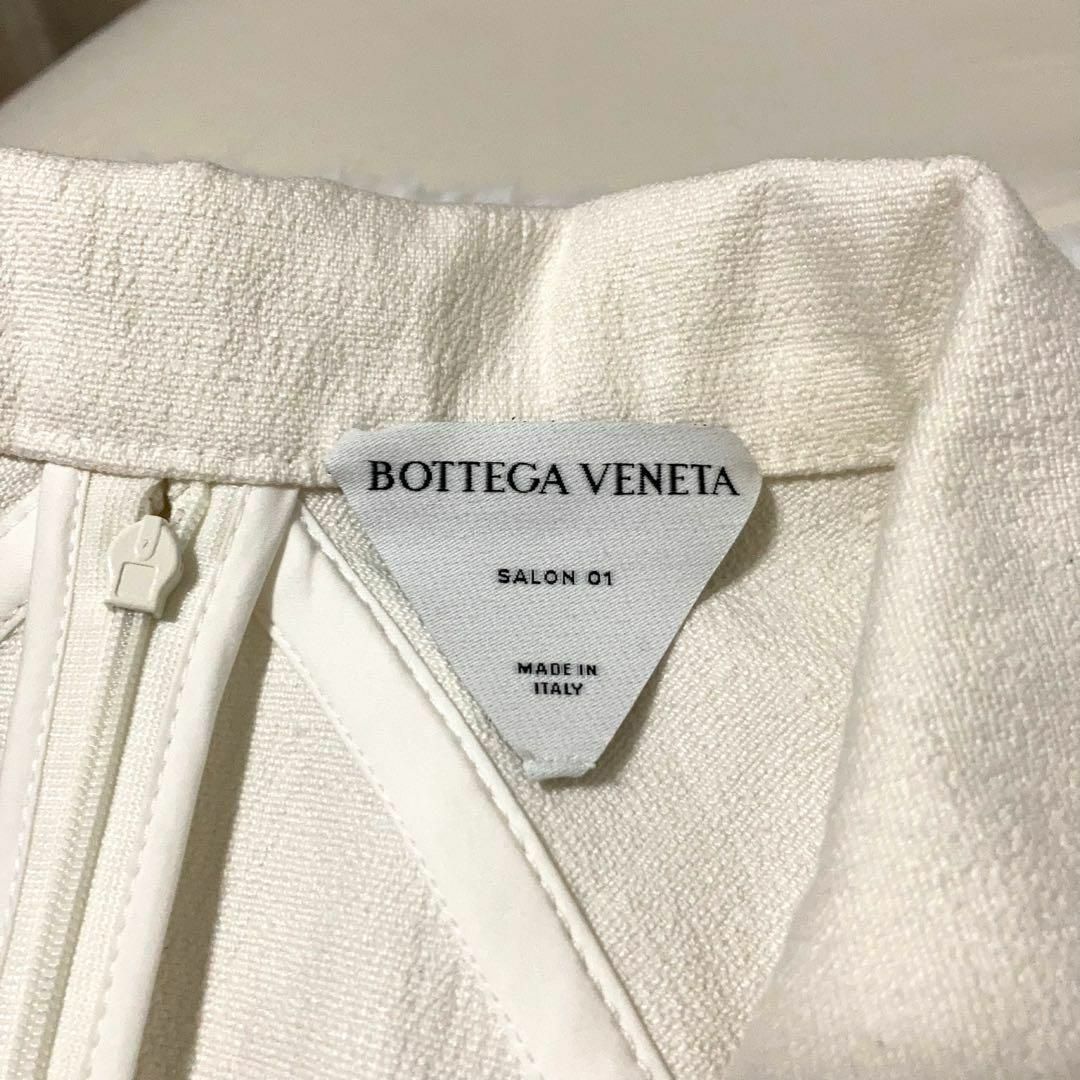 BOTTEGA VENETA
SALON 01
MADE IN
ITALY